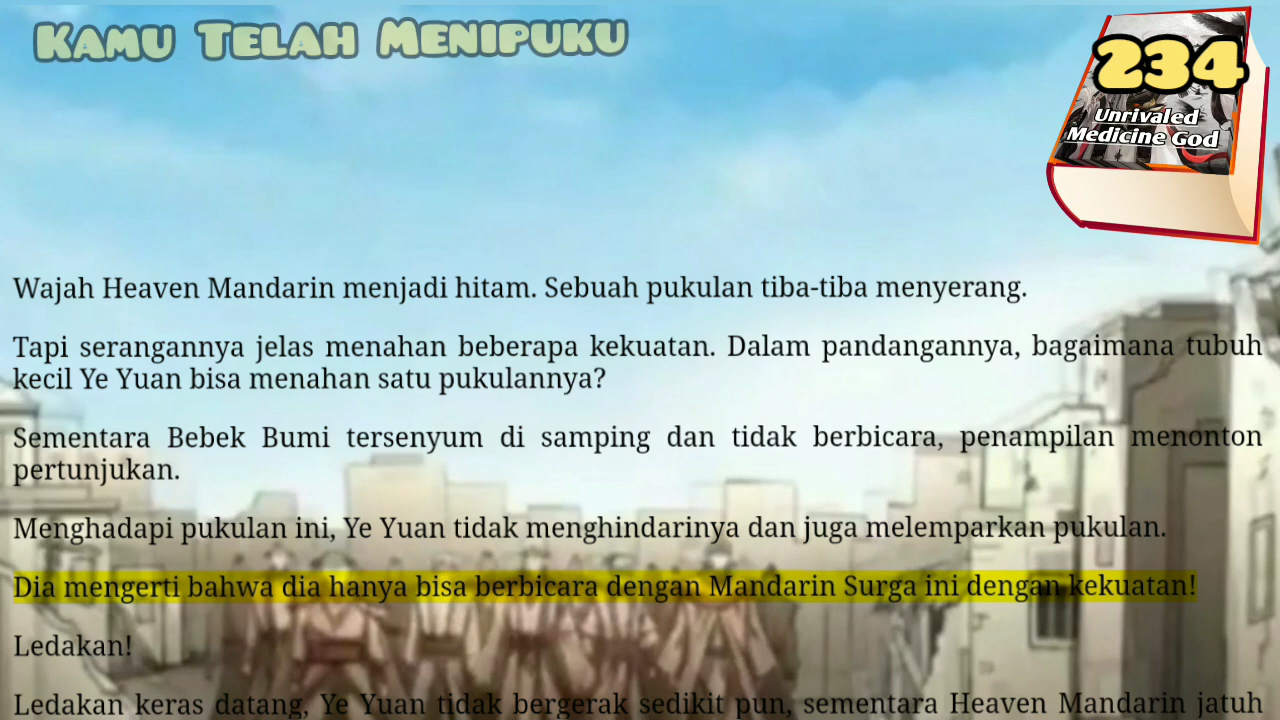 Kamu Telah Menipuku
234
Unrivaled
Medicine God
Wajah Heaven Mandarin menjadi hitam. Sebuah pukulan tiba-tiba menyerang.
Tapi serangannya jelas menahan beberapa kekuatan. Dalam pandangannya, bagaimana tubuh
kecil Ye Yuan bisa menahan satu pukulannya?
Sementara Bebek Bumi tersenyum di samping dan tidak berbicara, penampilan menonton
pertunjukan.
Menghadapi pukulan ini, Ye Yuan tidak menghindarinya dan juga melemparkan pukulan.
Dia mengerti bahwa dia hanya bisa berbicara dengan Mandarin Surga ini dengan kekuatan!
Ledakan!
Ledakan keras datang, Ye Yuan tidak bergerak sedikit pun, sementara Heaven Mandarin jatuh